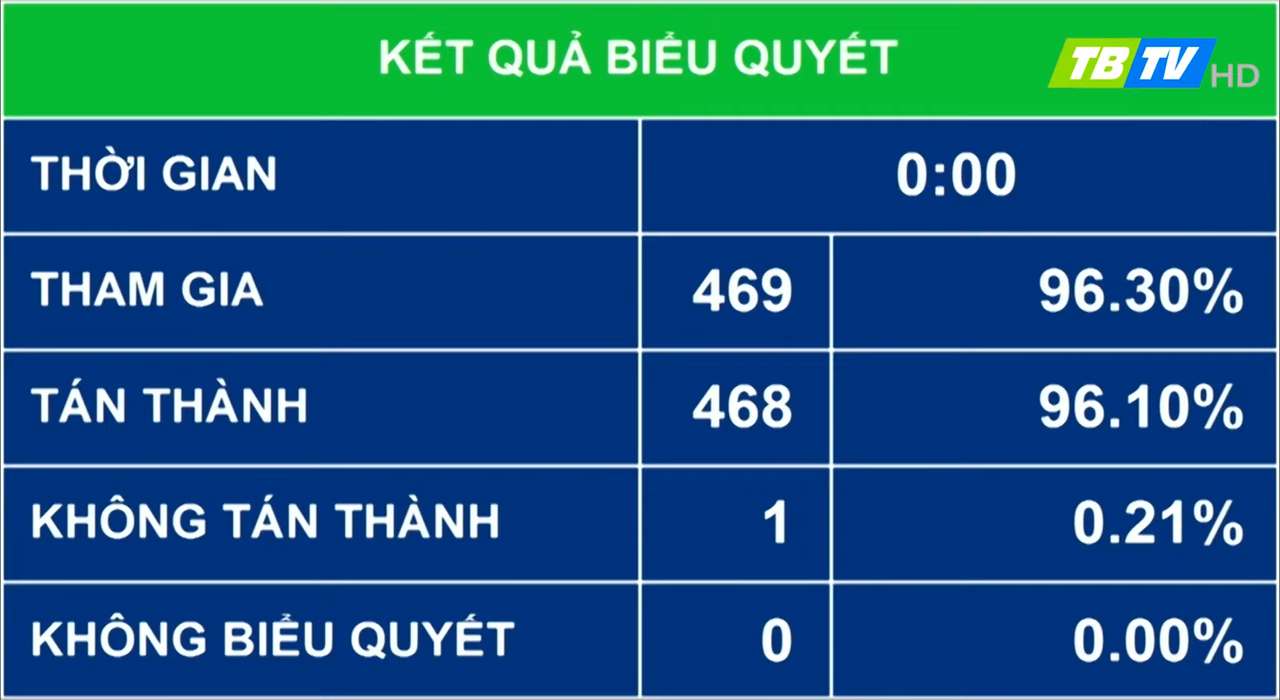 KẾT QUẢ BIỂU QUYẾT
TBTV HD
THỜI GIAN 0:00
THAM GIA 469 96.30%
TÁN THÀNH 468 96.10%
KHÔNG TÁN THÀNH 1 0.21%
KHÔNG BIỂU QUYẾT 0 0.00%